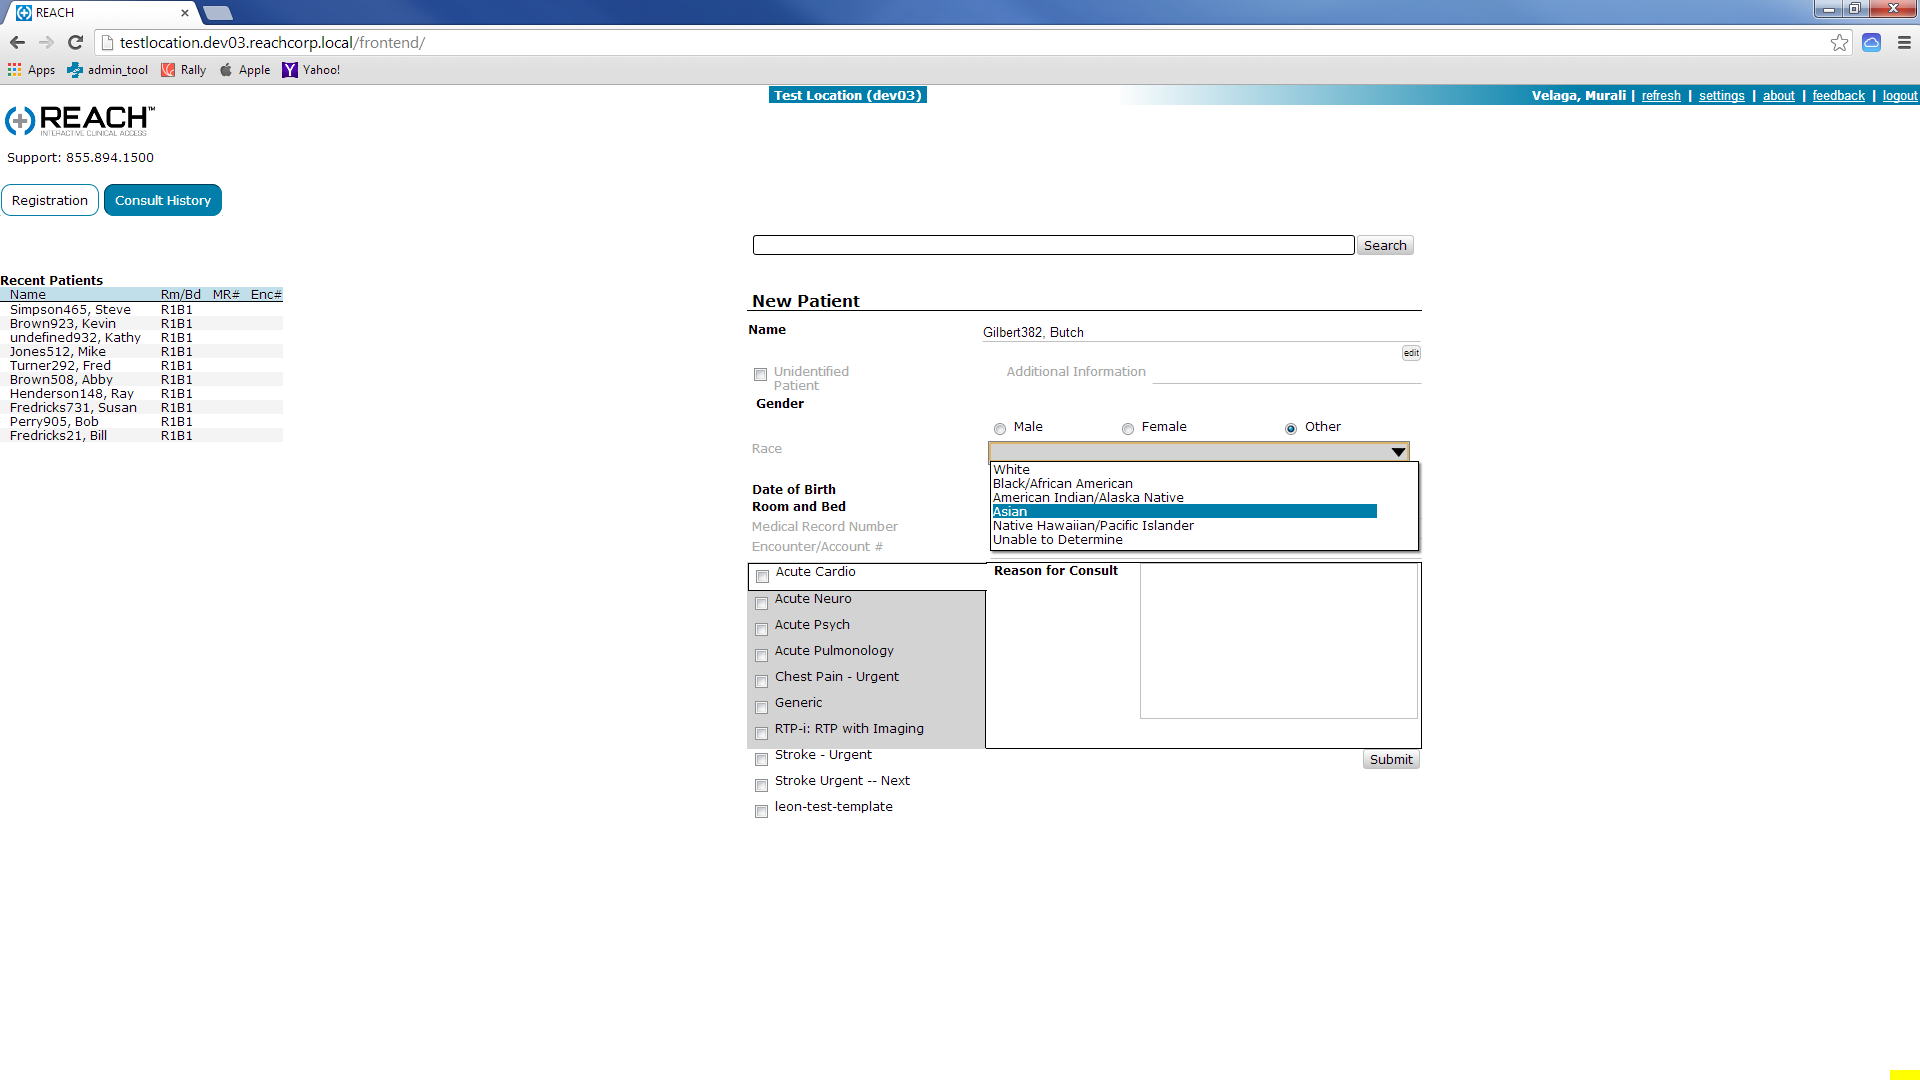 REACH
testlocation.dev03.reachcorp.local/frontend/
Apps admin_tool Rally Apple Yahoo!
Test Location (dev03)
Velaga, Murali | refresh | settings | about | feedback | logout
REACH™
INTERACTIVE CLINICAL ACCESS
Support: 855.894.1500
Registration Consult History
Search
Recent Patients
Name Rm/Bd MR# Enc#
Simpson465, Steve R1B1
Brown923, Kevin R1B1
undefined932, Kathy R1B1
Jones512, Mike R1B1
Turner292, Fred R1B1
Brown508, Abby R1B1
Henderson148, Ray R1B1
Fredricks731, Susan R1B1
Perry905, Bob R1B1
Fredricks21, Bill R1B1
New Patient
Name Gilbert382, Butch
edit
Unidentified Patient Additional Information
Gender
Male Female Other
Race
White
Black/African American
American Indian/Alaska Native
Asian
Native Hawaiian/Pacific Islander
Unable to Determine
Date of Birth
Room and Bed
Medical Record Number
Encounter/Account #
Acute Cardio
Acute Neuro
Acute Psych
Acute Pulmonology
Chest Pain - Urgent
Generic
RTP-i: RTP with Imaging
Stroke - Urgent
Stroke Urgent -- Next
leon-test-template
Reason for Consult
Submit